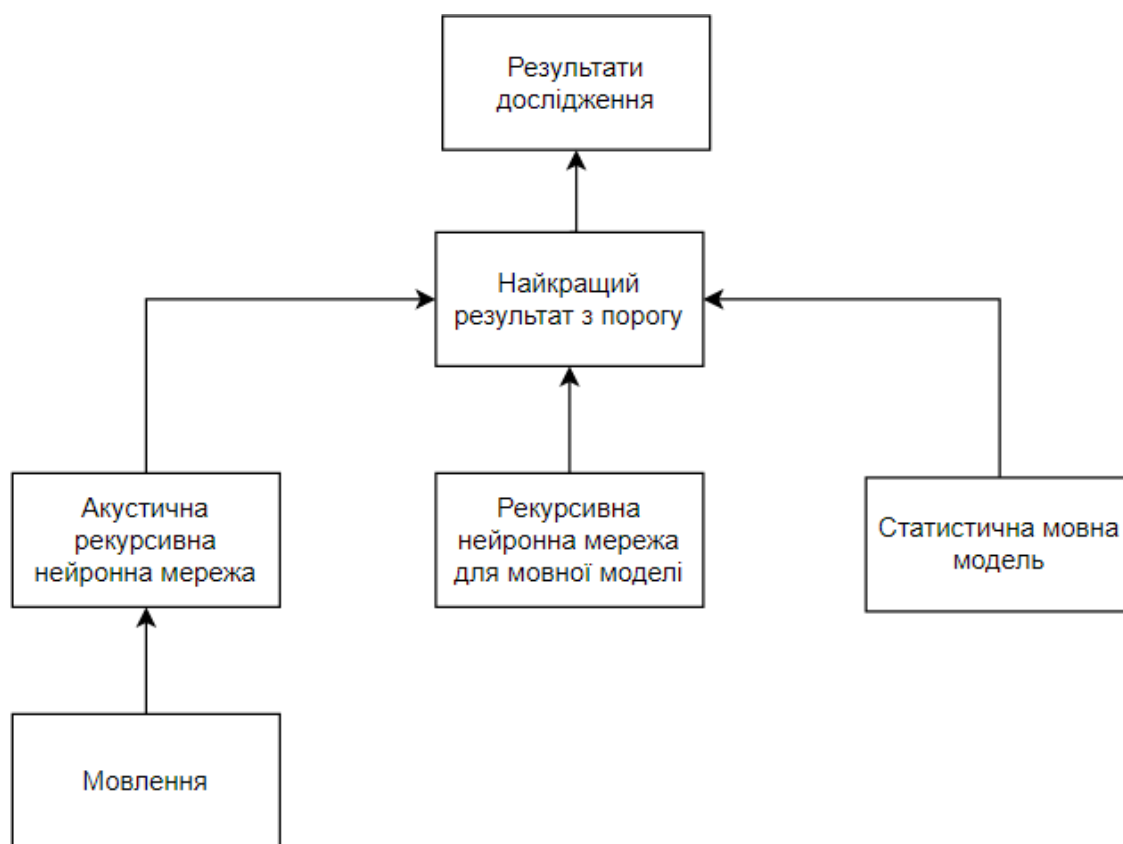 Результати
дослідження
Найкращий
результат з порогу
Акустична
рекурсивна
нейронна мережа
Рекурсивна
нейронна мережа
для мовної моделі
Статистична мовна
модель
Мовлення